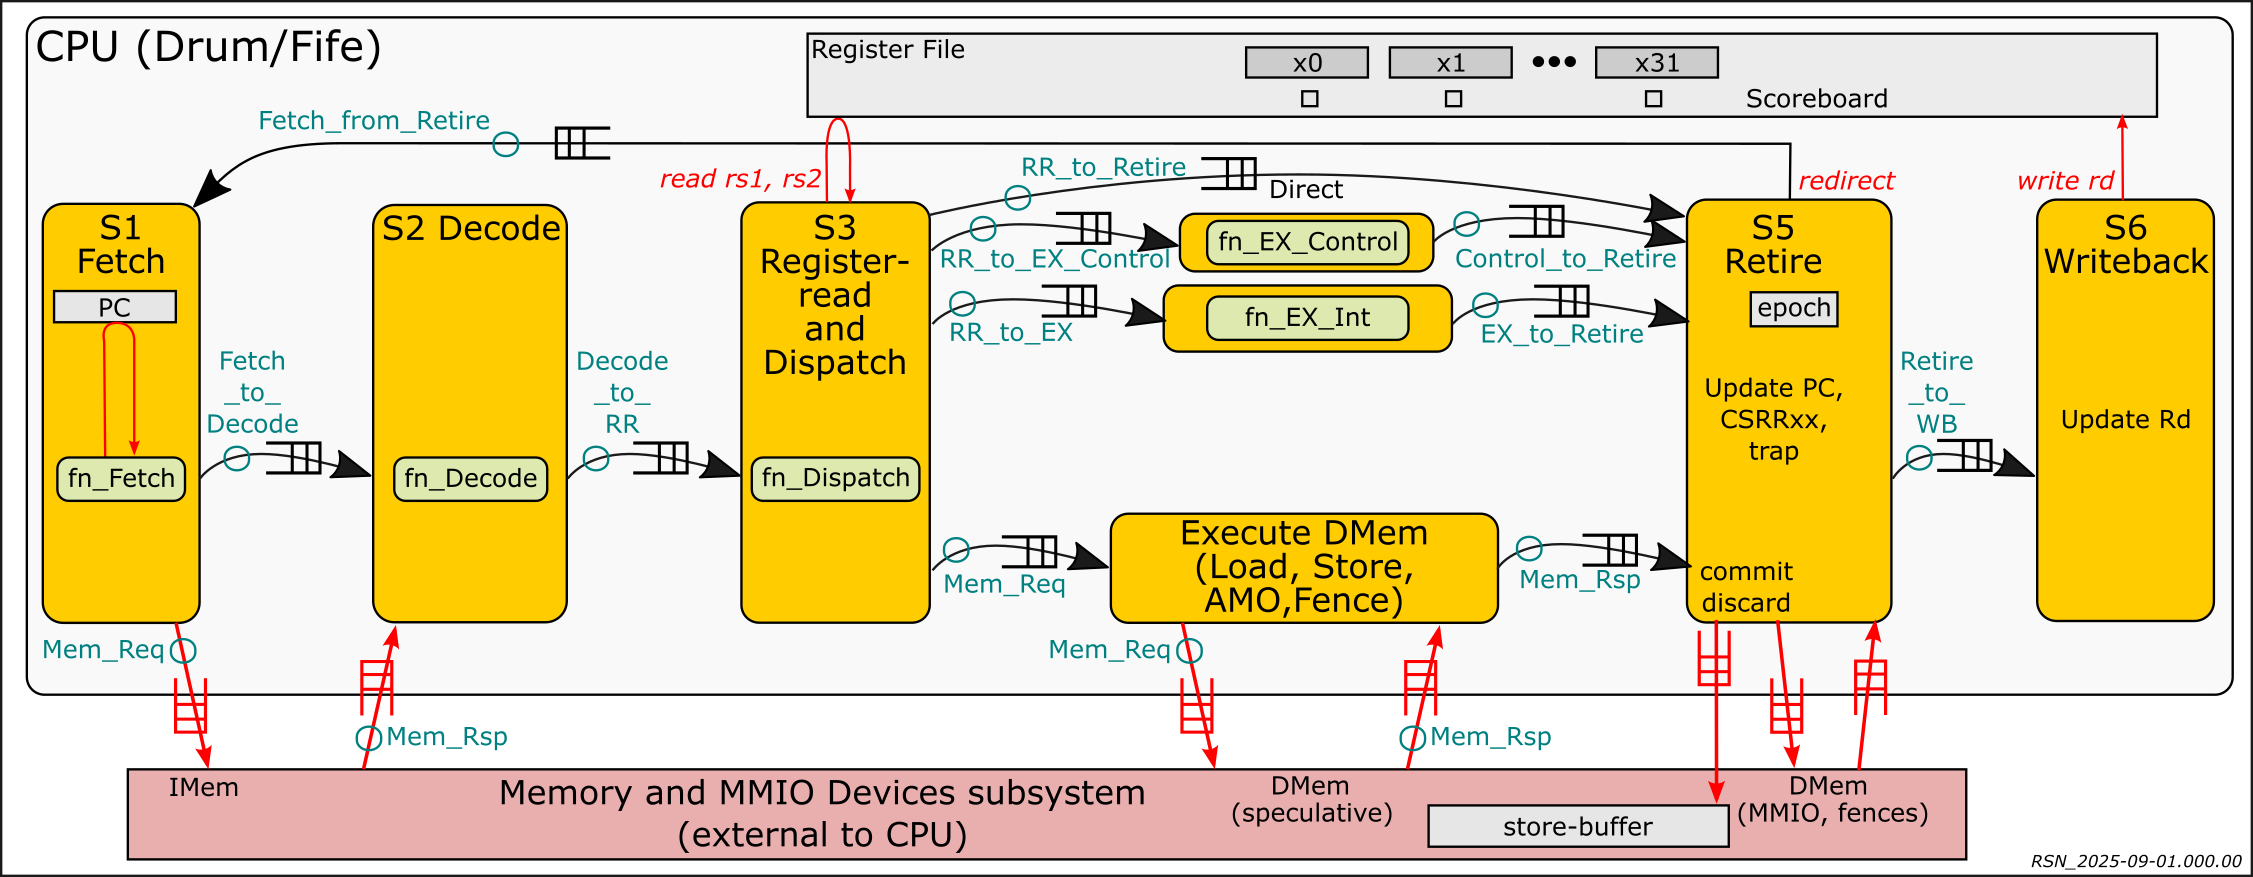 CPU (Drum/Fife)
Register File
x0
x1
•••
x31
Scoreboard
Fetch_from_Retire
read rs1, rs2
RR_to_Retire
Direct
redirect
write rd
S1
Fetch
PC
fn_Fetch
Fetch
_to_
Decode
S2 Decode
fn_Decode
Decode
_to_
RR
S3
Register-
read
and
Dispatch
fn_Dispatch
RR_to_EX_Control
fn_EX_Control
Control_to_Retire
RR_to_EX
fn_EX_Int
EX_to_Retire
Mem_Req
Execute DMem
(Load, Store,
AMO,Fence)
Mem_Rsp
S5
Retire
epoch
Update PC,
CSRRxx,
trap
commit
discard
Retire
_to_
WB
S6
Writeback
Update Rd
Mem_Req
Mem_Rsp
Mem_Req
Mem_Rsp
IMem
Memory and MMIO Devices subsystem
(external to CPU)
DMem
(speculative)
store-buffer
DMem
(MMIO, fences)
RSN_2025-09-01.000.00